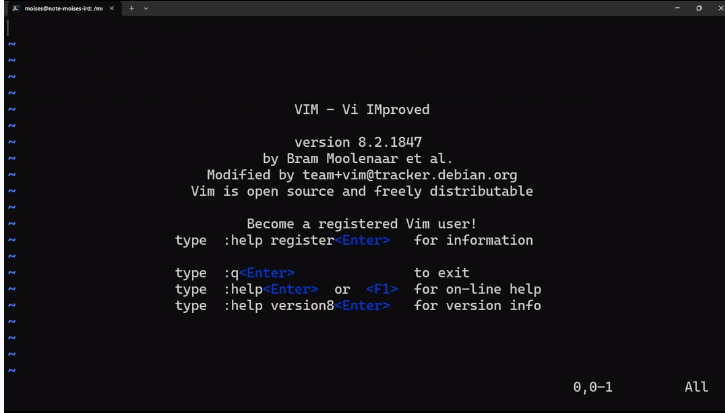 moises@note-moises-ird: /m
~
~
~
~
VIM - Vi IMproved
~
~
version 8.2.1847
~
by Bram Moolenaar et al.
~
Modified by team+vim@tracker.debian.org
~
Vim is open source and freely distributable
~
~
Become a registered Vim user!
~
type  :help register<Enter>   for information
~
~
type  :q<Enter>               to exit
~
type  :help<Enter>  or  <F1>  for on-line help
~
type  :help version8<Enter>   for version info
~
~
~
~
~
0,0-1         All